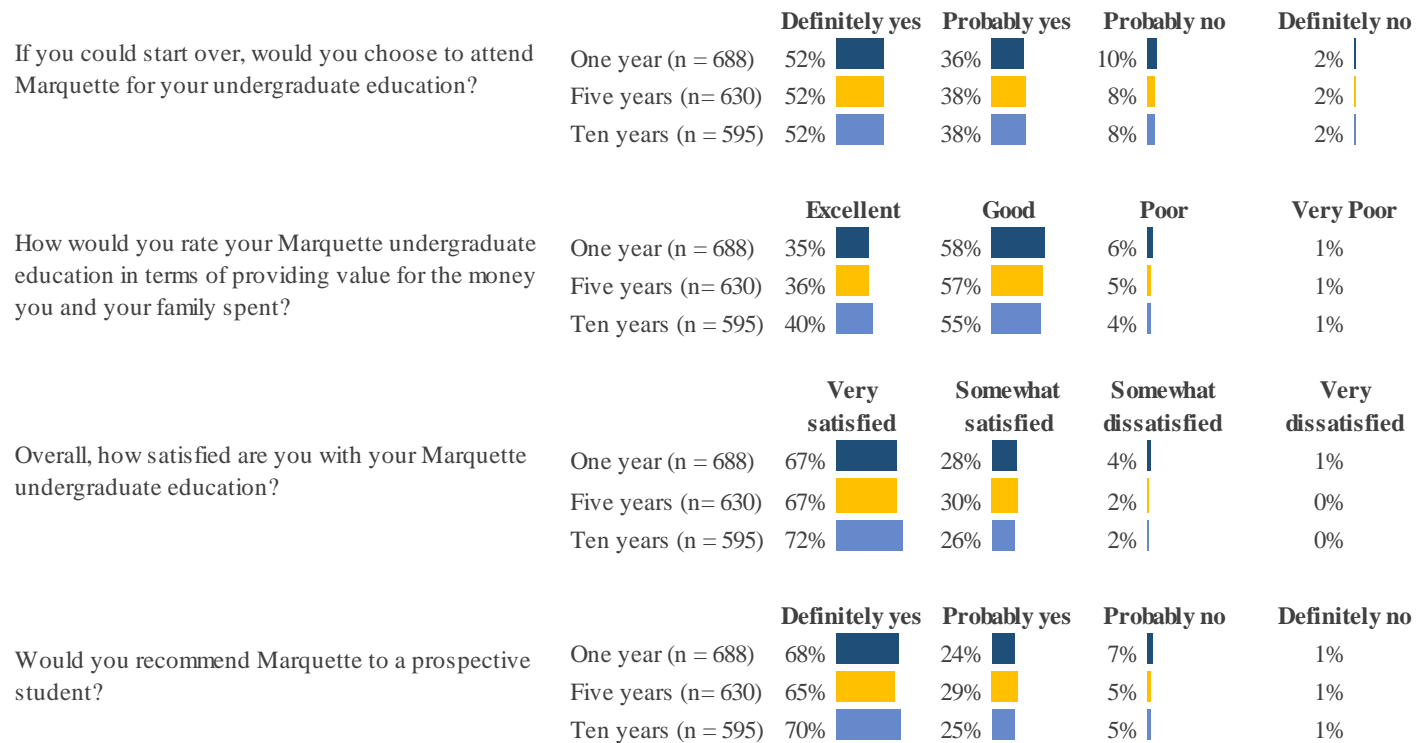 Definitely yes Probably yes Probably no Definitely no
If you could start over, would you choose to attend
Marquette for your undergraduate education?
One year (n = 688) 52% 36% 10% 2%
Five years (n= 630) 52% 38% 8% 2%
Ten years (n = 595) 52% 38% 8% 2%
Excellent Good Poor Very Poor
How would you rate your Marquette undergraduate
education in terms of providing value for the money
you and your family spent?
One year (n = 688) 35% 58% 6% 1%
Five years (n= 630) 36% 57% 5% 1%
Ten years (n = 595) 40% 55% 4% 1%
Very Somewhat Somewhat Very
satisfied satisfied dissatisfied dissatisfied
Overall, how satisfied are you with your Marquette
undergraduate education?
One year (n = 688) 67% 28% 4% 1%
Five years (n= 630) 67% 30% 2% 0%
Ten years (n = 595) 72% 26% 2% 0%
Definitely yes Probably yes Probably no Definitely no
Would you recommend Marquette to a prospective
student?
One year (n = 688) 68% 24% 7% 1%
Five years (n= 630) 65% 29% 5% 1%
Ten years (n = 595) 70% 25% 5% 1%